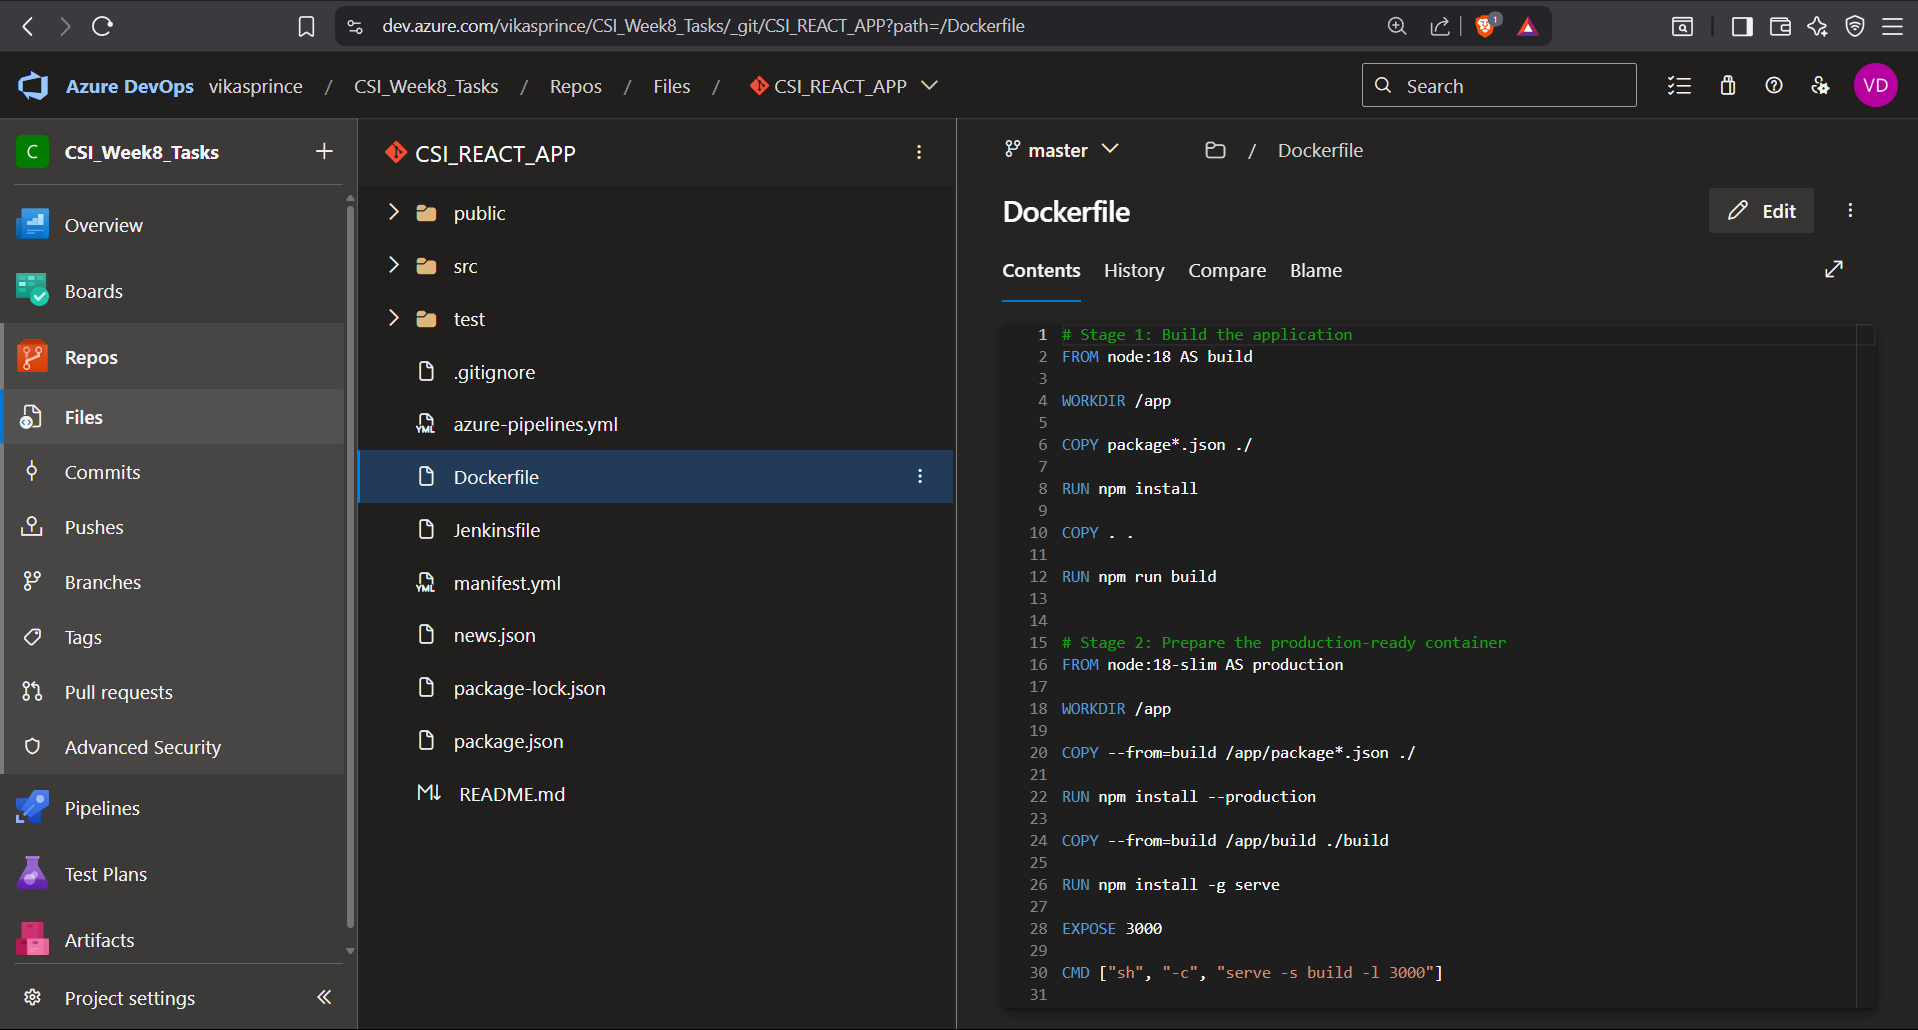 dev.azure.com/vikasprince/CSI_Week8_Tasks/_git/CSI_REACT_APP?path=/Dockerfile
1
Azure DevOps vikasprince / CSI_Week8_Tasks / Repos / Files / CSI_REACT_APP
Search
VD
C CSI_Week8_Tasks
Overview
Boards
Repos
Files
Commits
Pushes
Branches
Tags
Pull requests
Advanced Security
Pipelines
Test Plans
Artifacts
Project settings
CSI_REACT_APP
public
src
test
.gitignore
YML azure-pipelines.yml
Dockerfile
Jenkinsfile
YML manifest.yml
news.json
package-lock.json
package.json
M↓ README.md
master / Dockerfile
Dockerfile
Edit
Contents History Compare Blame
1 # Stage 1: Build the application
2 FROM node:18 AS build
3
4 WORKDIR /app
5
6 COPY package*.json ./
7
8 RUN npm install
9
10 COPY . .
11
12 RUN npm run build
13
14
15 # Stage 2: Prepare the production-ready container
16 FROM node:18-slim AS production
17
18 WORKDIR /app
19
20 COPY --from=build /app/package*.json ./
21
22 RUN npm install --production
23
24 COPY --from=build /app/build ./build
25
26 RUN npm install -g serve
27
28 EXPOSE 3000
29
30 CMD ["sh", "-c", "serve -s build -l 3000"]
31